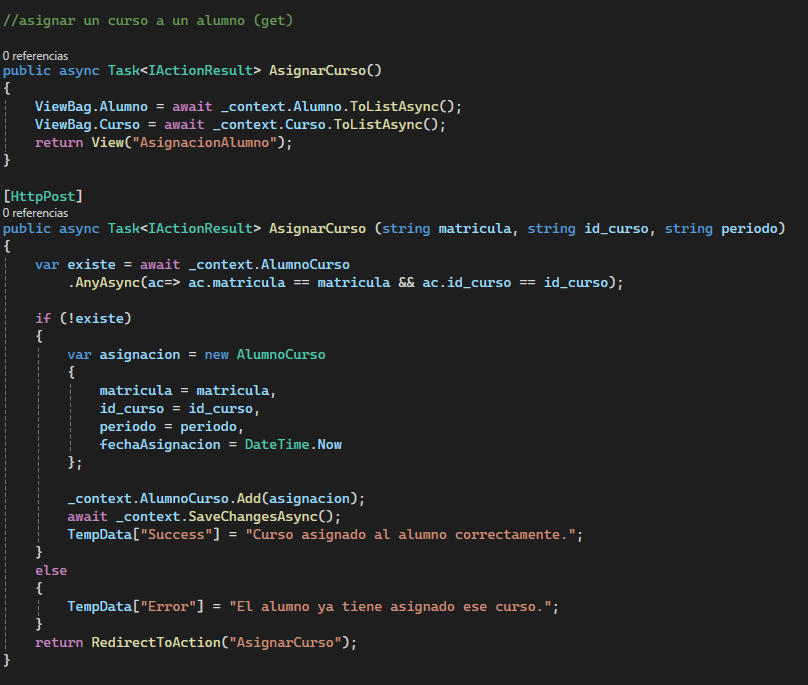 //asignar un curso a un alumno (get)
0 referencias
public async Task<IActionResult> AsignarCurso()
{
    ViewBag.Alumno = await _context.Alumno.ToListAsync();
    ViewBag.Curso = await _context.Curso.ToListAsync();
    return View("AsignacionAlumno");
}
[HttpPost]
0 referencias
public async Task<IActionResult> AsignarCurso (string matricula, string id_curso, string periodo)
{
    var existe = await _context.AlumnoCurso
        .AnyAsync(ac=> ac.matricula == matricula && ac.id_curso == id_curso);
    if (!existe)
    {
        var asignacion = new AlumnoCurso
        {
            matricula = matricula,
            id_curso = id_curso,
            periodo = periodo,
            fechaAsignacion = DateTime.Now
        };
        _context.AlumnoCurso.Add(asignacion);
        await _context.SaveChangesAsync();
        TempData["Success"] = "Curso asignado al alumno correctamente.";
    }
    else
    {
        TempData["Error"] = "El alumno ya tiene asignado ese curso.";
    }
    return RedirectToAction("AsignarCurso");
}